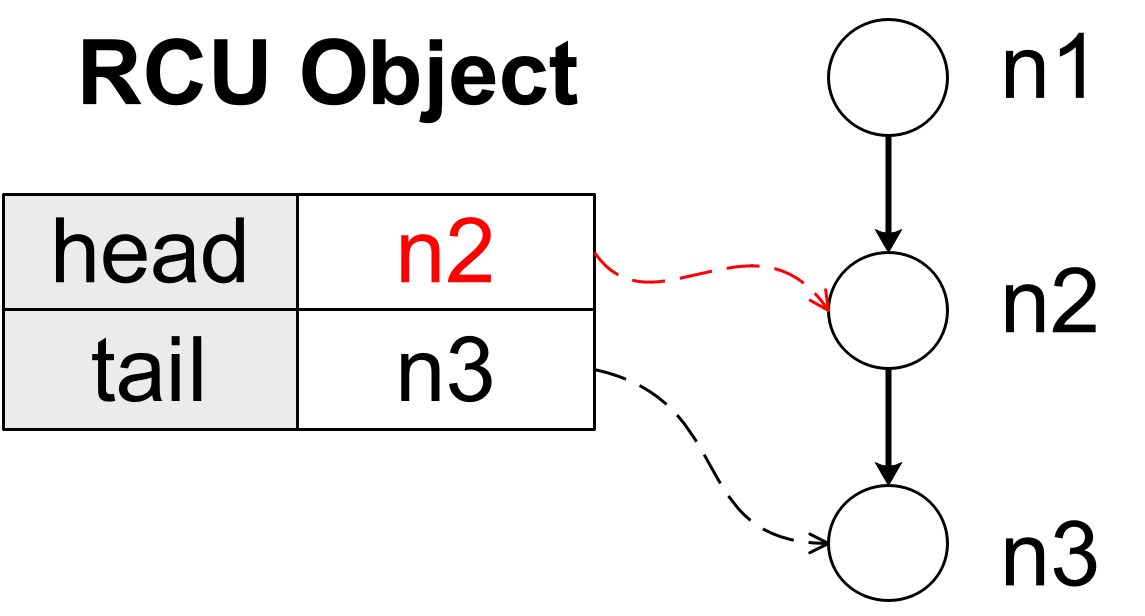 RCU Object
head n2
tail n3
n1
n2
n3